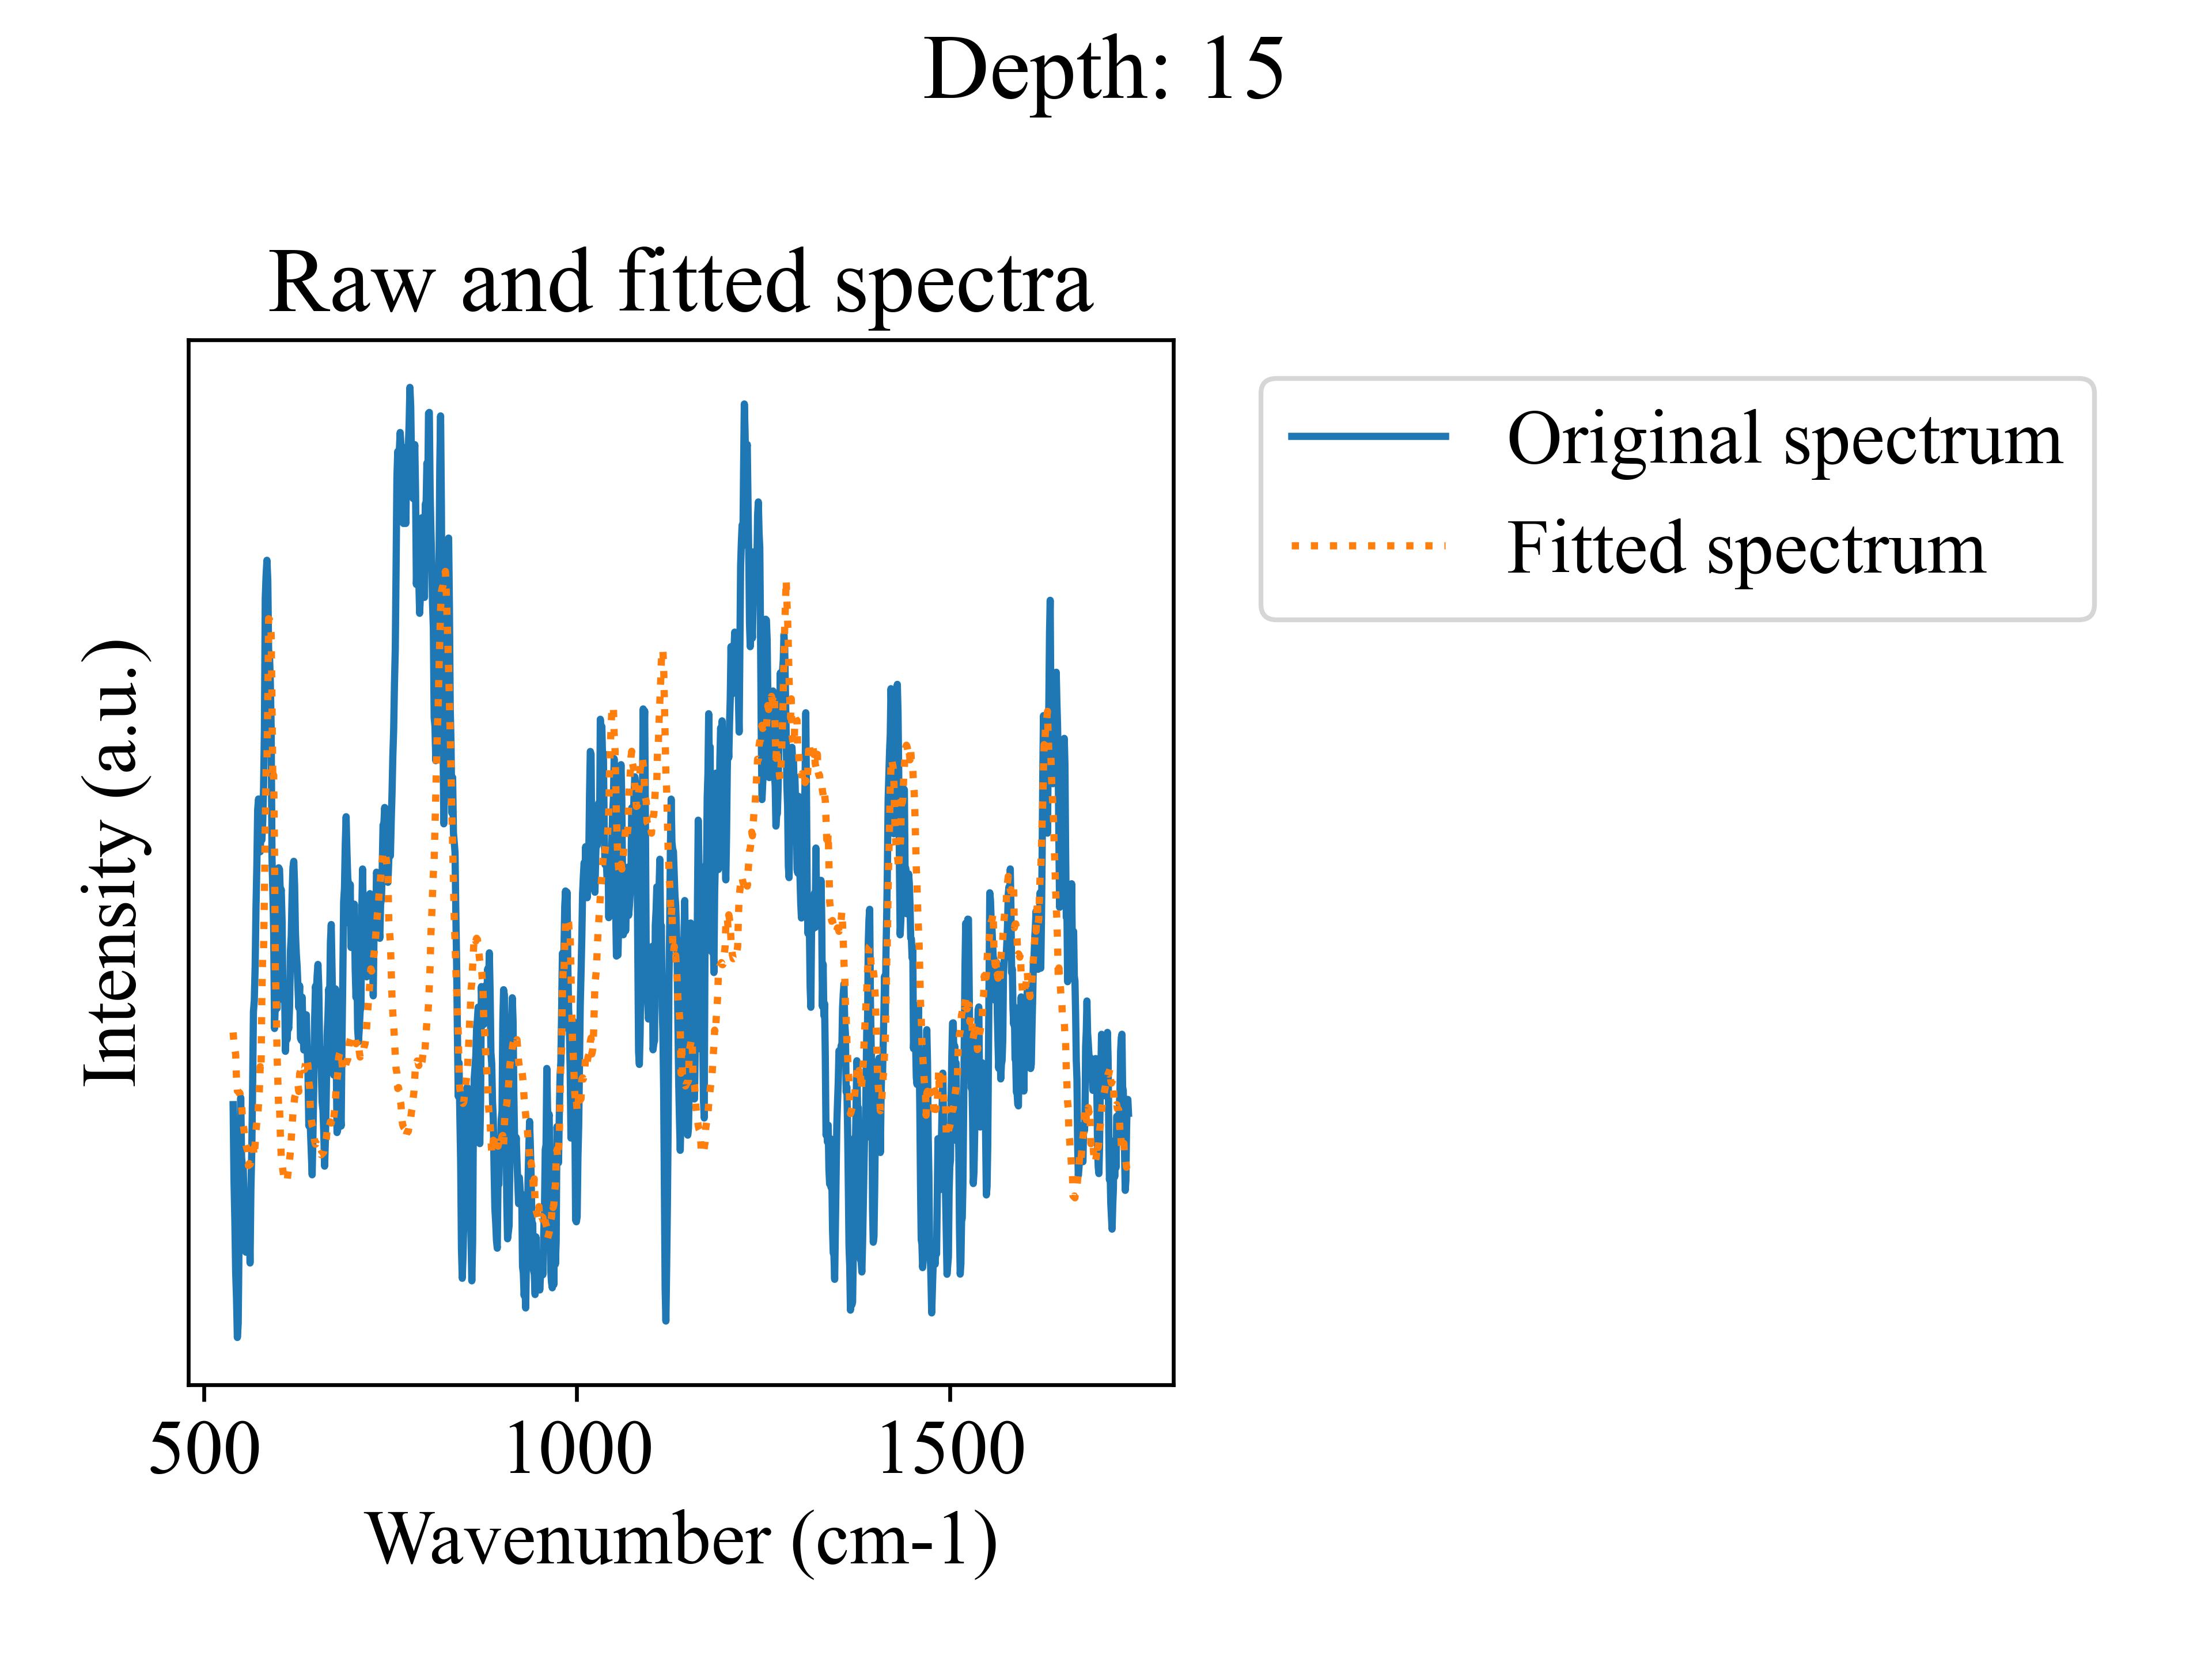 Depth: 15
Raw and fitted spectra
Original spectrum
Fitted spectrum
Intensity (a.u.)
500
1000
1500
Wavenumber (cm-1)